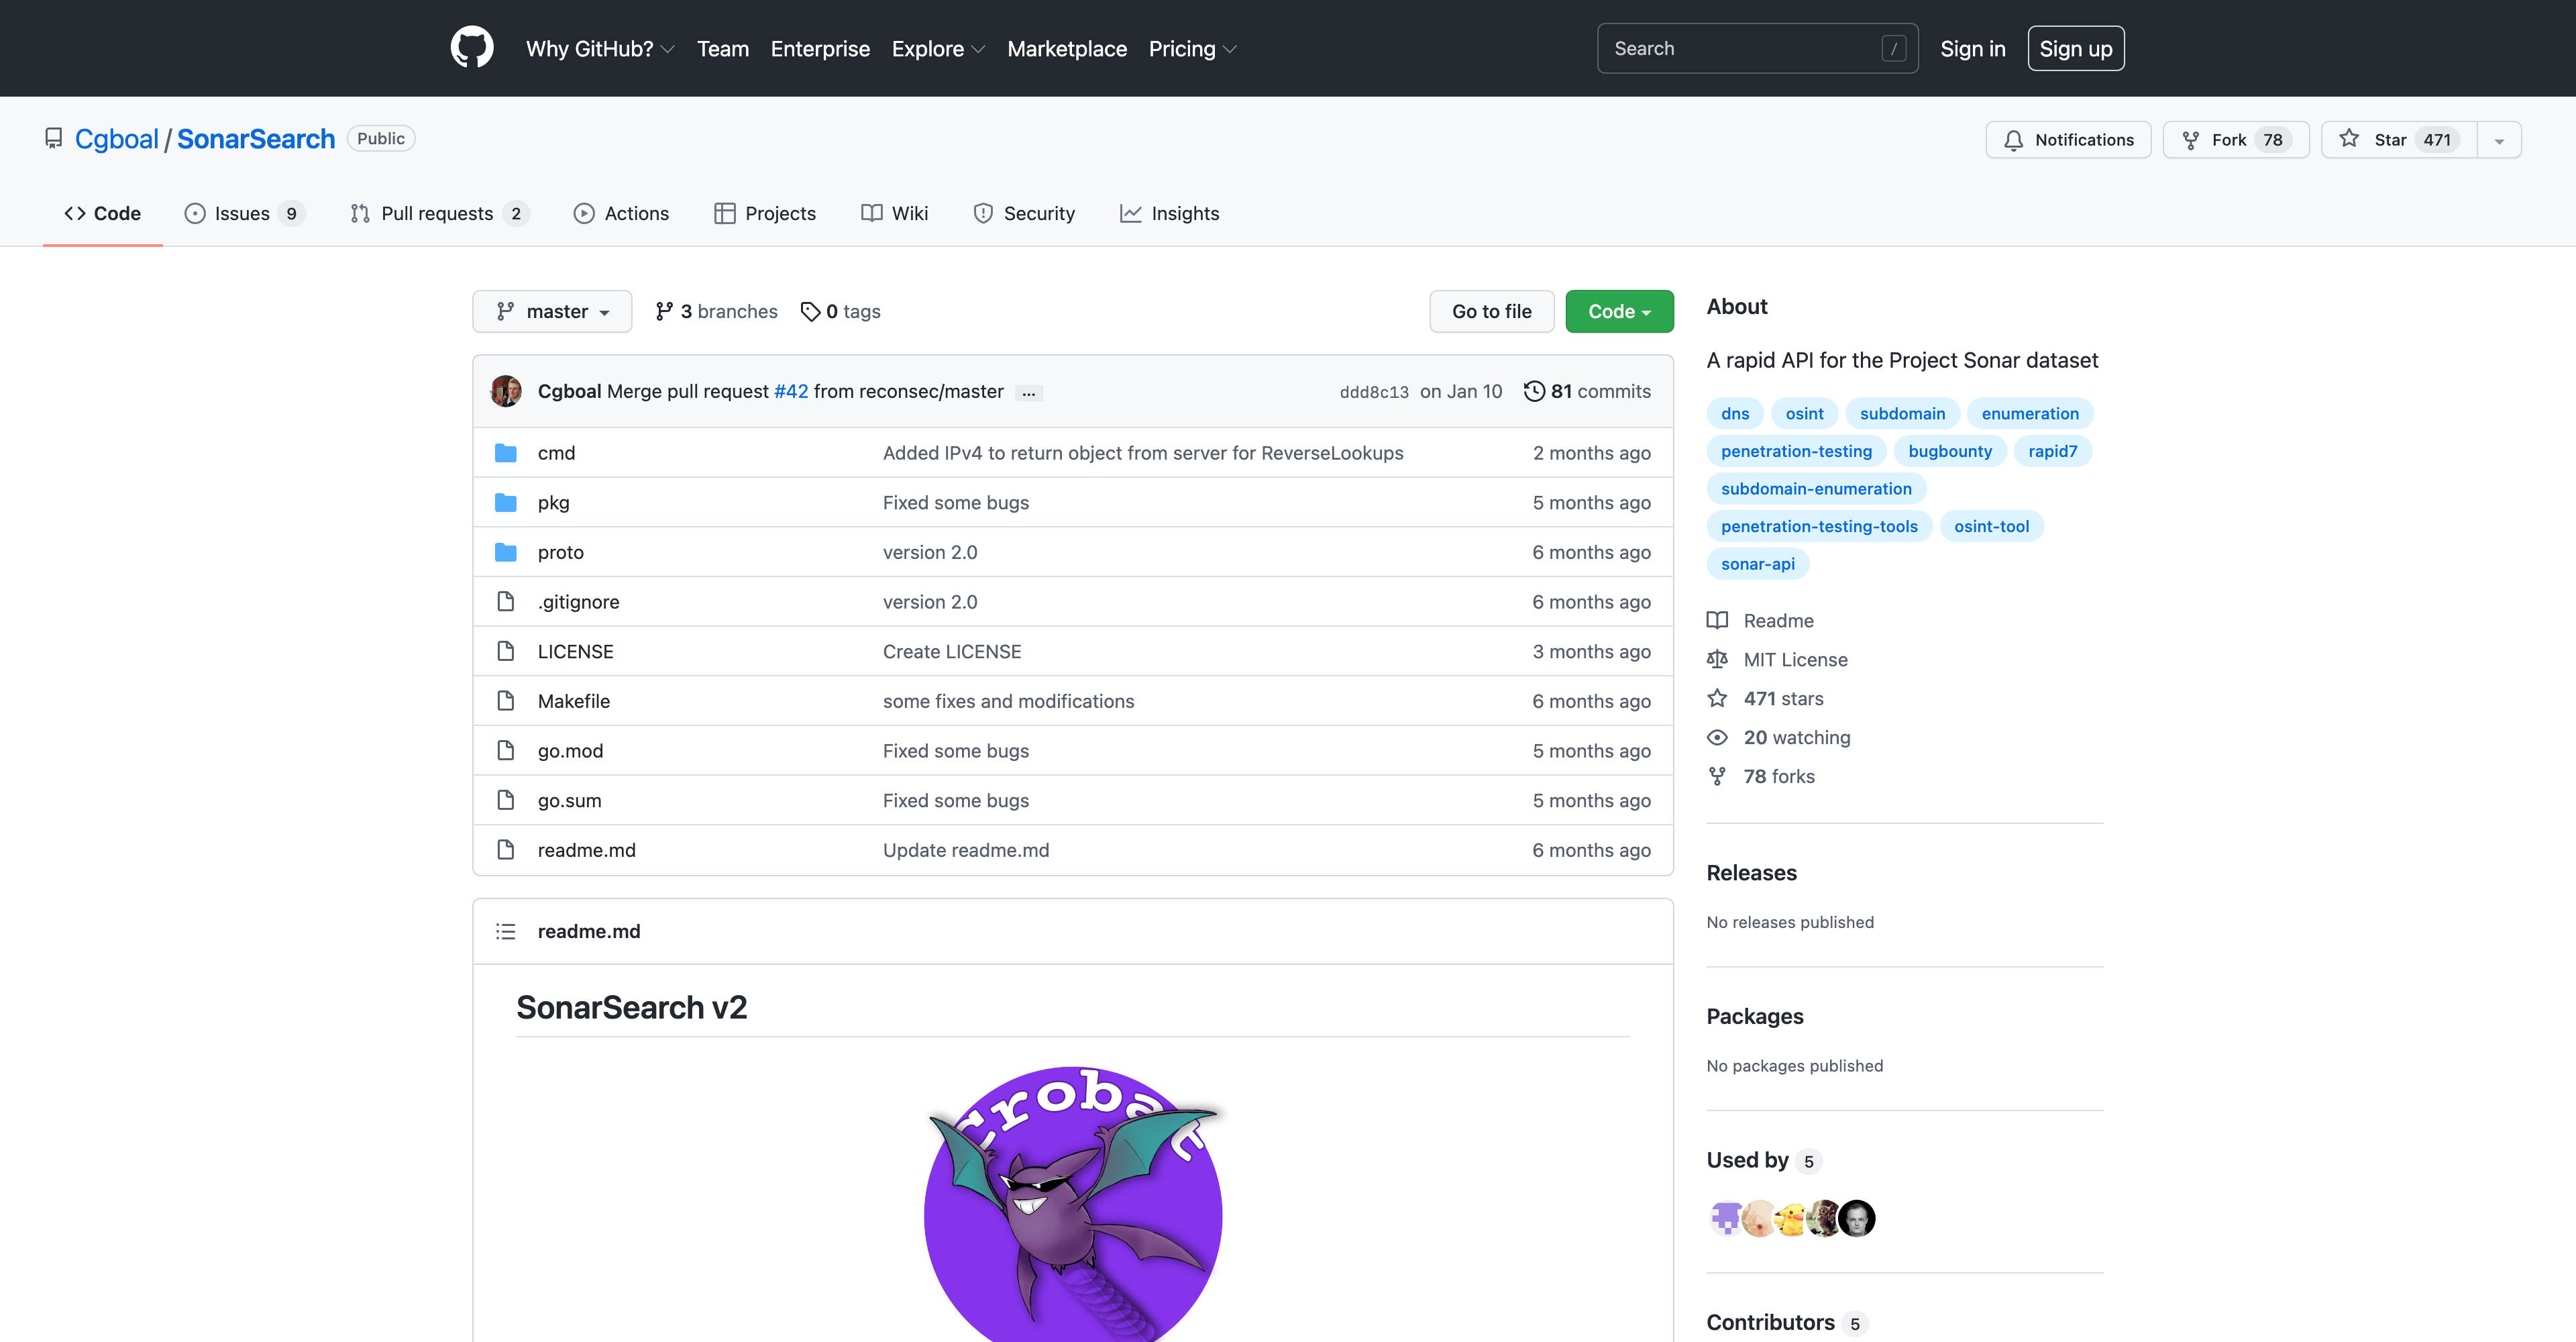 Why GitHub? Team Enterprise Explore Marketplace Pricing Search / Sign in Sign up
Cgboal / SonarSearch Public Notifications Fork 78 Star 471
Code Issues 9 Pull requests 2 Actions Projects Wiki Security Insights
master 3 branches 0 tags Go to file Code
Cgboal Merge pull request #42 from reconsec/master ... ddd8c13 on Jan 10 81 commits
cmd Added IPv4 to return object from server for ReverseLookups 2 months ago
pkg Fixed some bugs 5 months ago
proto version 2.0 6 months ago
.gitignore version 2.0 6 months ago
LICENSE Create LICENSE 3 months ago
Makefile some fixes and modifications 6 months ago
go.mod Fixed some bugs 5 months ago
go.sum Fixed some bugs 5 months ago
readme.md Update readme.md 6 months ago
readme.md
SonarSearch v2
crobat
About
A rapid API for the Project Sonar dataset
dns osint subdomain enumeration
penetration-testing bugbounty rapid7
subdomain-enumeration
penetration-testing-tools osint-tool
sonar-api
Readme
MIT License
471 stars
20 watching
78 forks
Releases
No releases published
Packages
No packages published
Used by 5
Contributors 5